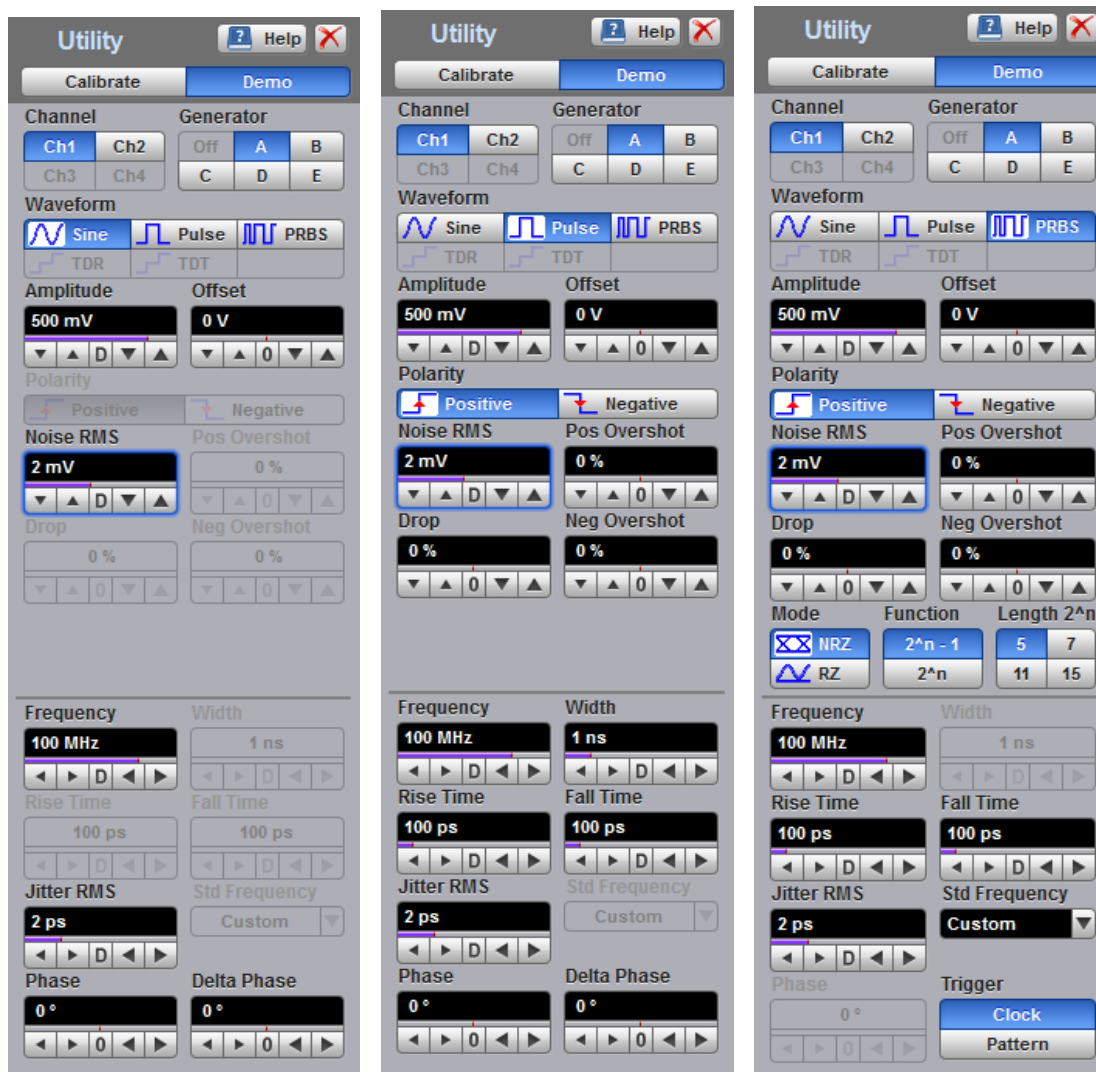 Utility Help
Calibrate Demo
Channel Generator
Ch1 Ch2 Off A B
Ch3 Ch4 C D E
Waveform
Sine Pulse PRBS
TDR TDT
Amplitude Offset
500 mV 0 V
D 0
Polarity
Positive Negative
Noise RMS Pos Overshot
2 mV 0 %
D 0
Drop Neg Overshot
0 % 0 %
0 0
Frequency Width
100 MHz 1 ns
D D
Rise Time Fall Time
100 ps 100 ps
D D
Jitter RMS Std Frequency
2 ps Custom
D
Phase Delta Phase
0 ° 0 °
0 0
Utility Help
Calibrate Demo
Channel Generator
Ch1 Ch2 Off A B
Ch3 Ch4 C D E
Waveform
Sine Pulse PRBS
TDR TDT
Amplitude Offset
500 mV 0 V
D 0
Polarity
Positive Negative
Noise RMS Pos Overshot
2 mV 0 %
D 0
Drop Neg Overshot
0 % 0 %
0 0
Frequency Width
100 MHz 1 ns
D D
Rise Time Fall Time
100 ps 100 ps
D D
Jitter RMS Std Frequency
2 ps Custom
D
Phase Delta Phase
0 ° 0 °
0 0
Utility Help
Calibrate Demo
Channel Generator
Ch1 Ch2 Off A B
Ch3 Ch4 C D E
Waveform
Sine Pulse PRBS
TDR TDT
Amplitude Offset
500 mV 0 V
D 0
Polarity
Positive Negative
Noise RMS Pos Overshot
2 mV 0 %
D 0
Drop Neg Overshot
0 % 0 %
0 0
Mode Function Length 2^n
NRZ 2^n - 1 5 7
RZ 2^n 11 15
Frequency Width
100 MHz 1 ns
D D
Rise Time Fall Time
100 ps 100 ps
D D
Jitter RMS Std Frequency
2 ps Custom
D
Phase Trigger
0 ° Clock
0 Pattern